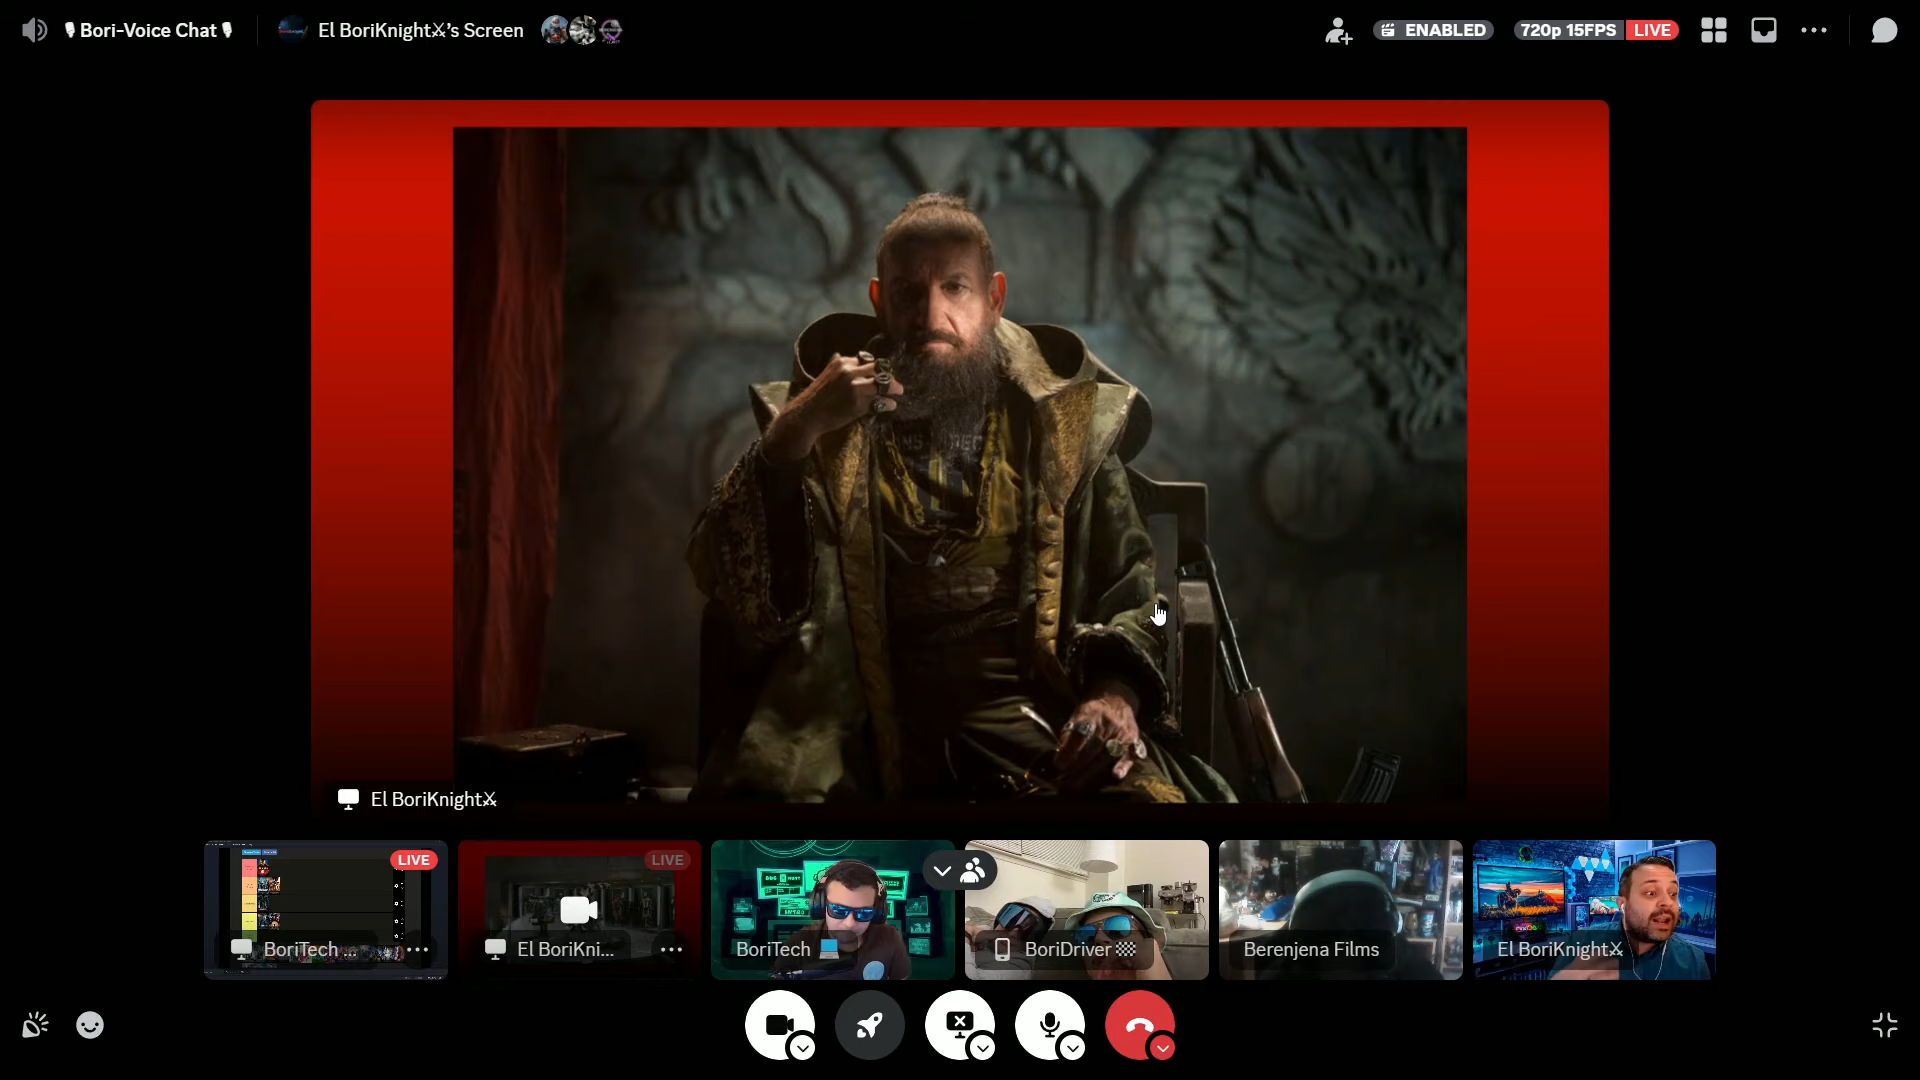 Bori-Voice Chat
El BoriKnight⚔'s Screen
ENABLED
720p 15FPS LIVE
El BoriKnight⚔
LIVE
BoriTech ...
LIVE
El BoriKni...
BoriTech
BoriDriver
Berenjena Films
El BoriKnight⚔